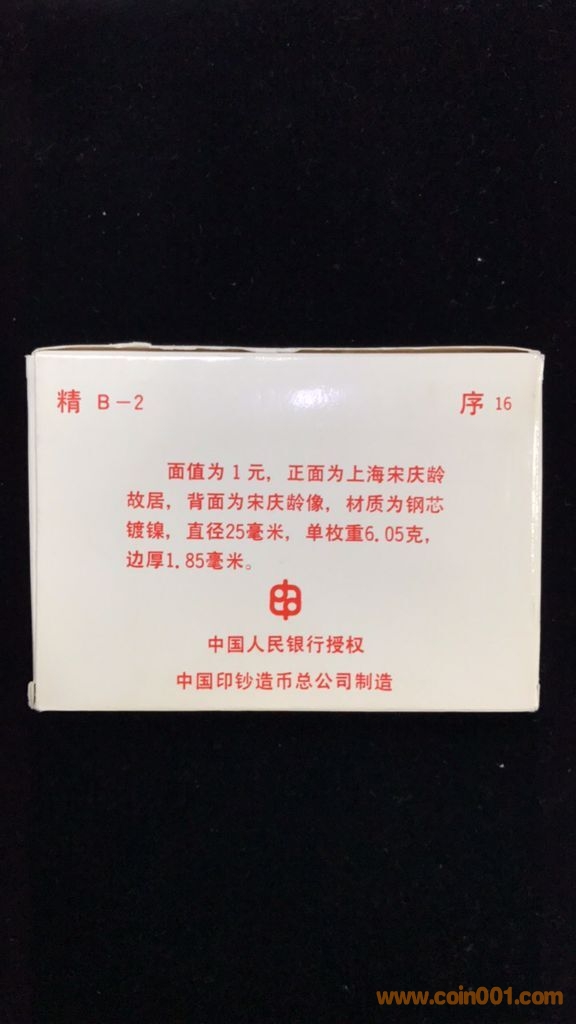 精 B-2
序 16
面值为1元，正面为上海宋庆龄
故居，背面为宋庆龄像，材质为钢芯
镀镍，直径25毫米，单枚重6.05克，
边厚1.85毫米。
中国人民银行授权
中国印钞造币总公司制造
www.coin001.com